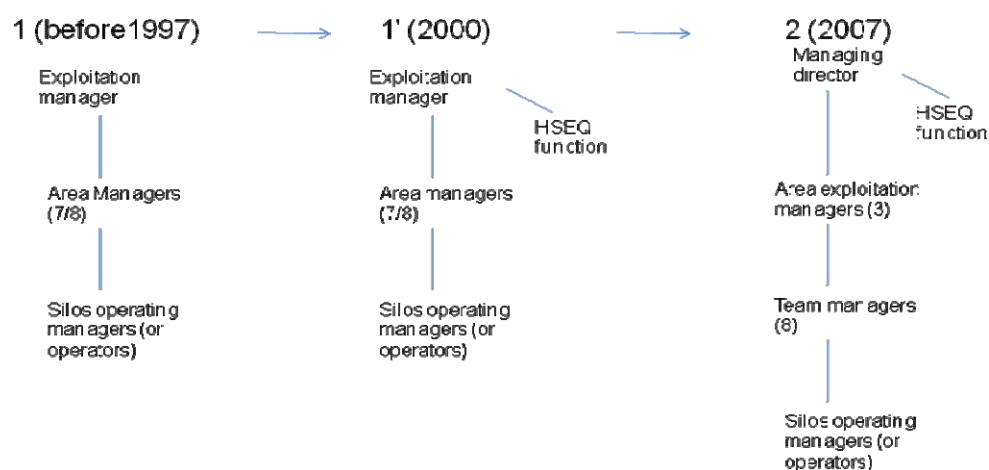 1 (before 1997)
Exploitation
manager
Area Managers
(7/8)
Silos operating
managers (or
operators)
1' (2000)
Exploitation
manager
HSEQ
function
Area managers
(7/8)
Silos operating
managers (or
operators)
2 (2007)
Managing
director
HSEQ
function
Area exploitation
managers (3)
Team managers
(8)
Silos operating
managers (or
operators)